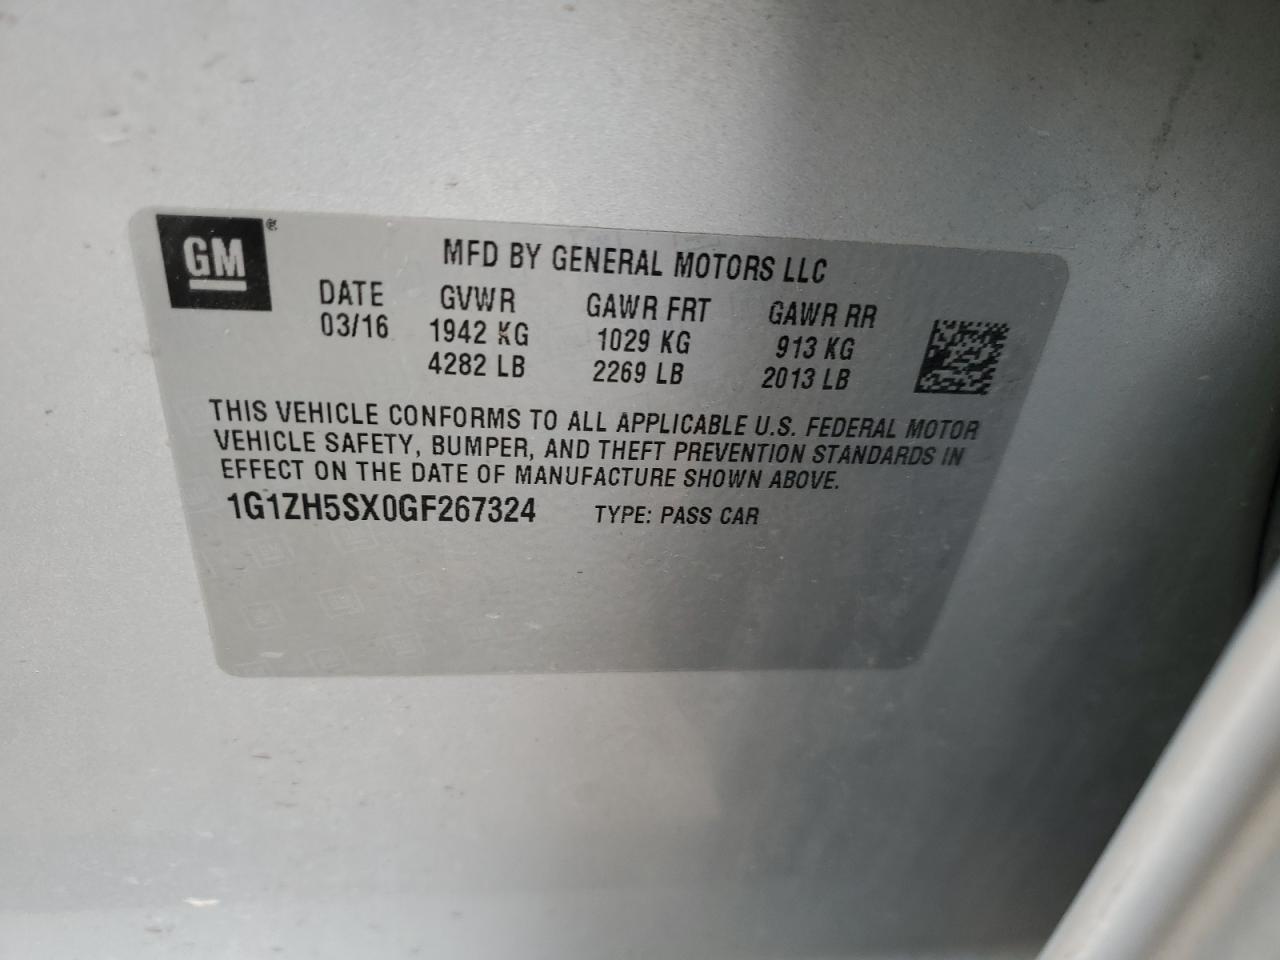 GM®
MFD BY GENERAL MOTORS LLC
DATE GVWR GAWR FRT GAWR RR
03/16 1942 KG 1029 KG 913 KG
4282 LB 2269 LB 2013 LB
THIS VEHICLE CONFORMS TO ALL APPLICABLE U.S. FEDERAL MOTOR
VEHICLE SAFETY, BUMPER, AND THEFT PREVENTION STANDARDS IN
EFFECT ON THE DATE OF MANUFACTURE SHOWN ABOVE.
1G1ZH5SX0GF267324 TYPE: PASS CAR